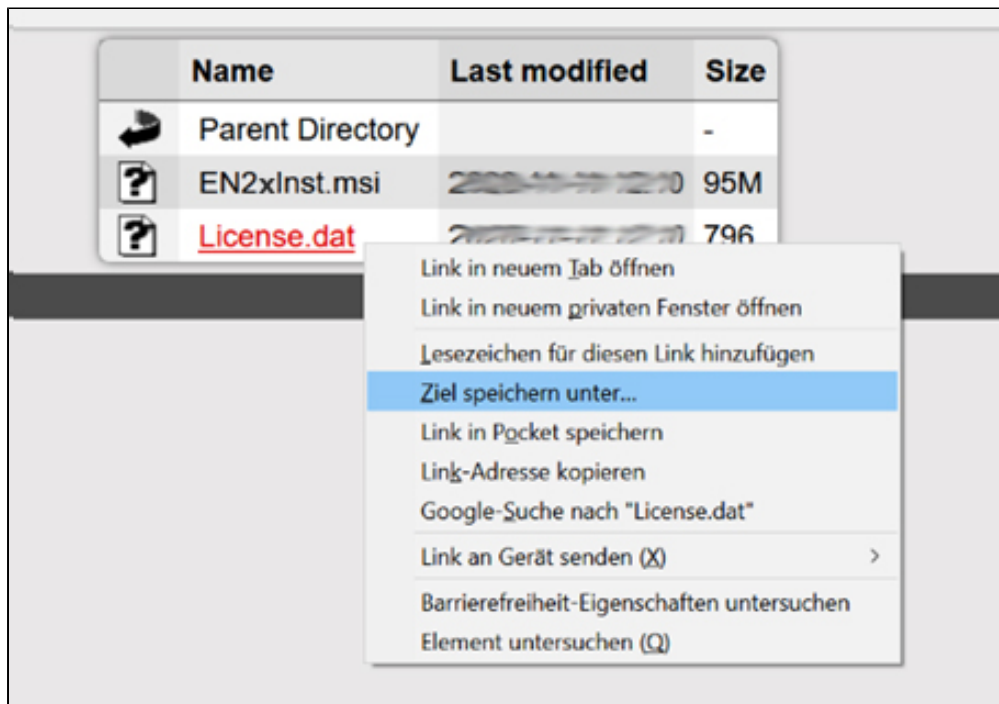 Name Last modified Size
Parent Directory -
EN2xInst.msi 95M
License.dat 796
Link in neuem Tab öffnen
Link in neuem privaten Fenster öffnen
Lesezeichen für diesen Link hinzufügen
Ziel speichern unter...
Link in Pocket speichern
Link-Adresse kopieren
Google-Suche nach "License.dat"
Link an Gerät senden (X)
Barrierefreiheit-Eigenschaften untersuchen
Element untersuchen (Q)